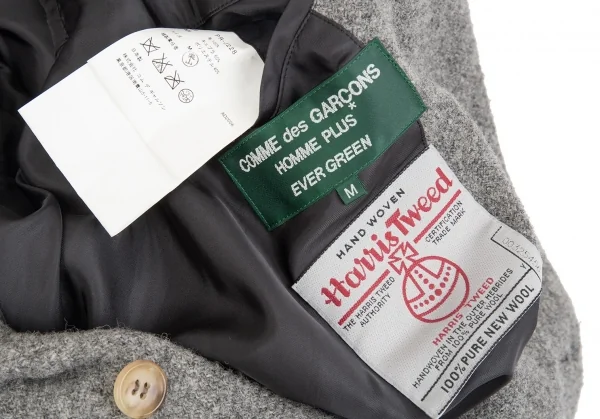 M
COMME des GARCONS
HOMME PLUS *
EVER GREEN
M
HAND WOVEN
Harris Tweed
THE HARRIS TWEED
AUTHORITY
CERTIFICATION
TRADE MARK
HARRIS TWEED
HANDWOVEN IN THE OUTER HEBRIDES
FROM 100% PURE WOOL
100% PURE NEW WOOL